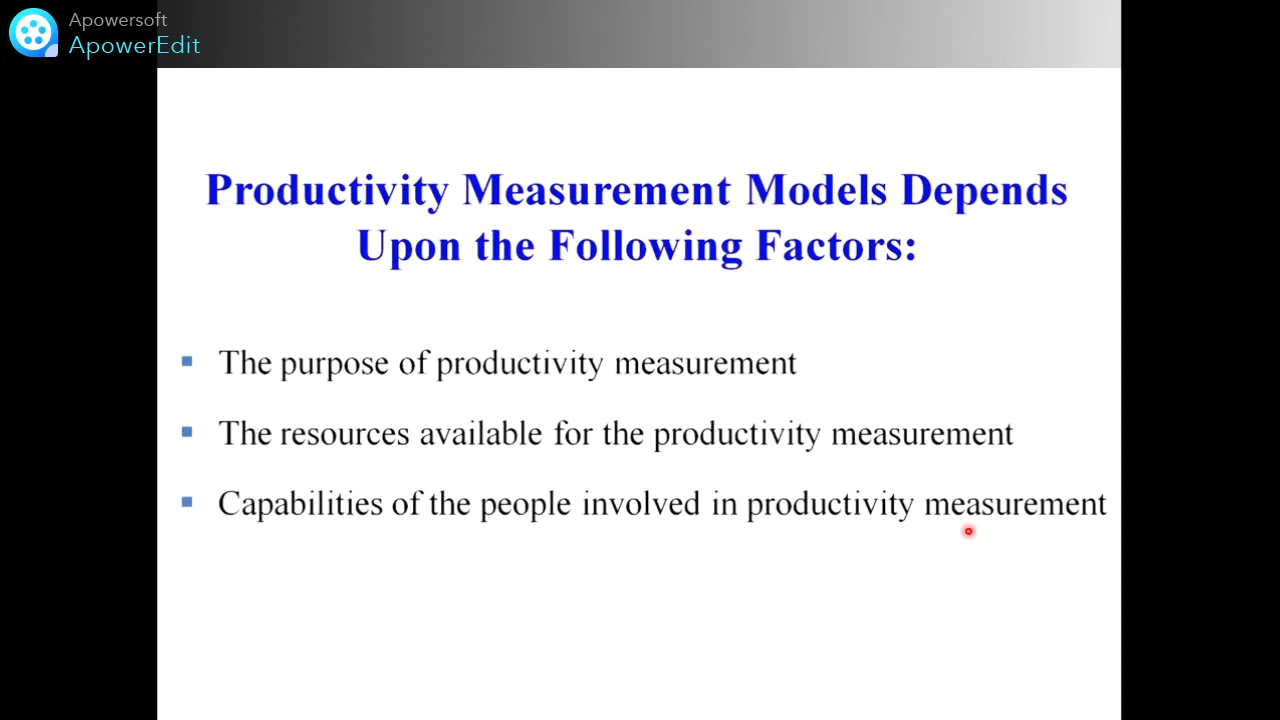 Apowersoft
ApowerEdit
Productivity Measurement Models Depends
Upon the Following Factors:
▪ The purpose of productivity measurement
▪ The resources available for the productivity measurement
▪ Capabilities of the people involved in productivity measurement